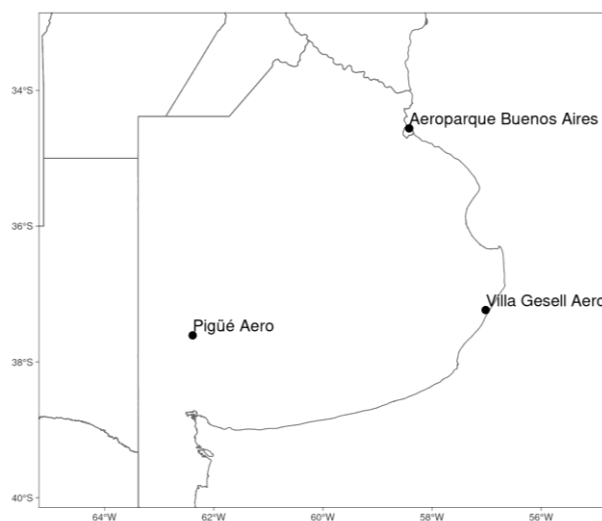 34°S
Aeroparque Buenos Aires
36°S
Villa Gesell Aero
Pigüé Aero
38°S
40°S
64°W 62°W 60°W 58°W 56°W